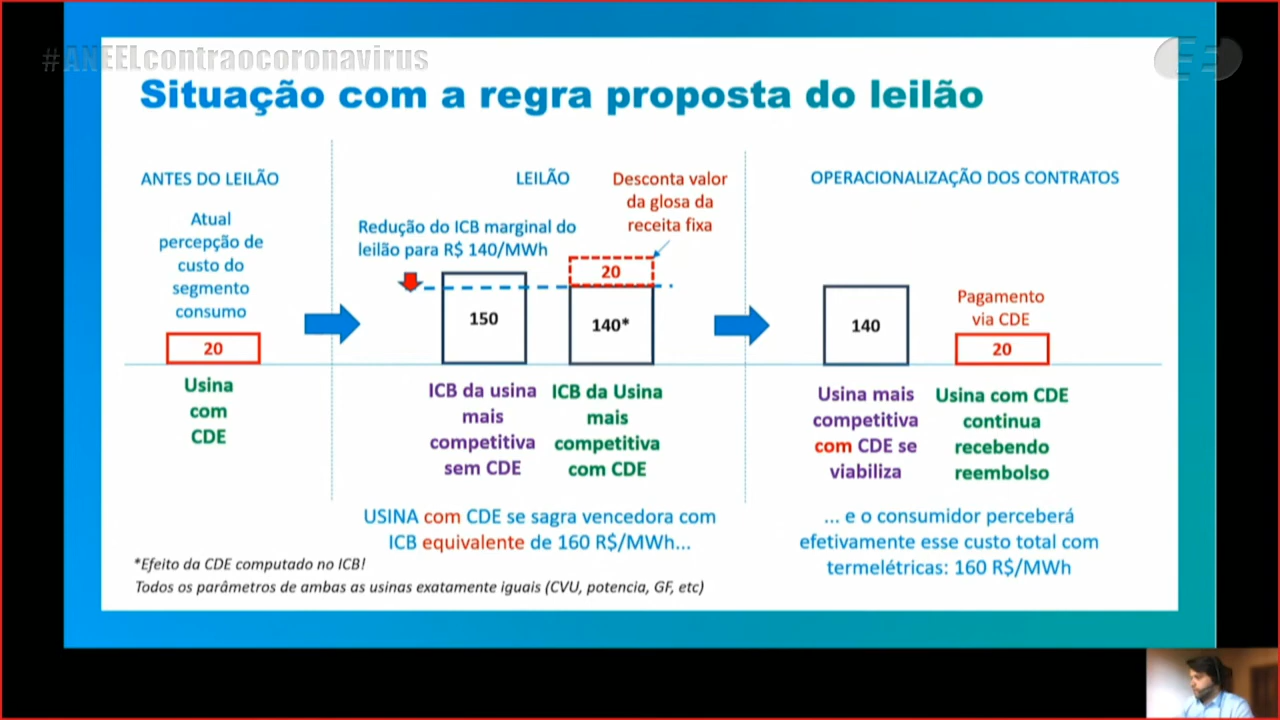 #ANEELcontraocoronavirus
Situação com a regra proposta do leilão
ANTES DO LEILÃO
Atual
percepção de
custo do
segmento
consumo
20
Usina
com
CDE
LEILÃO
Desconta valor
da glosa da
receita fixa
Redução do ICB marginal do
leilão para R$ 140/MWh
20
150
140*
ICB da usina
mais
competitiva
sem CDE
ICB da Usina
mais
competitiva
com CDE
USINA com CDE se sagra vencedora com
ICB equivalente de 160 R$/MWh...
OPERACIONALIZAÇÃO DOS CONTRATOS
140
Pagamento
via CDE
20
Usina mais
competitiva
com CDE se
viabiliza
Usina com CDE
continua
recebendo
reembolso
... e o consumidor perceberá
efetivamente esse custo total com
termelétricas: 160 R$/MWh
*Efeito da CDE computado no ICB!
Todos os parâmetros de ambas as usinas exatamente iguais (CVU, potencia, GF, etc)